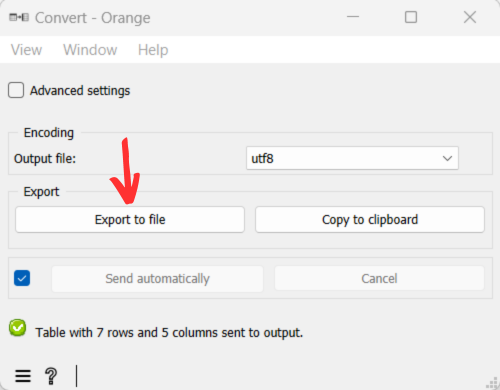 Convert - Orange
View Window Help
Advanced settings
Encoding
Output file: utf8
Export
Export to file Copy to clipboard
Send automatically Cancel
Table with 7 rows and 5 columns sent to output.
?